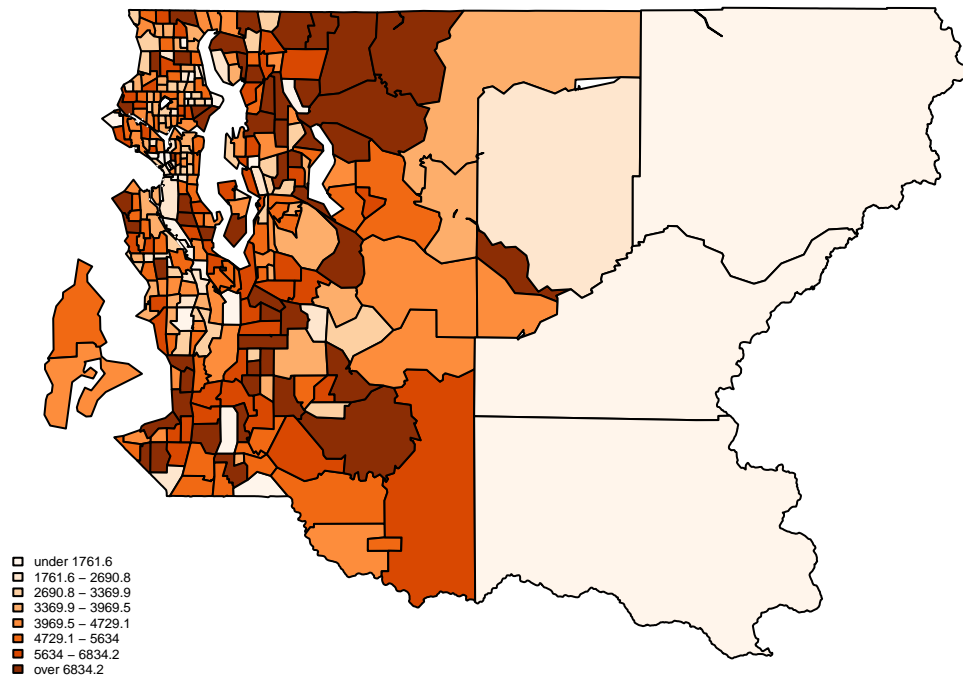 under 1761.6
1761.6 – 2690.8
2690.8 – 3369.9
3369.9 – 3969.5
3969.5 – 4729.1
4729.1 – 5634
5634 – 6834.2
over 6834.2